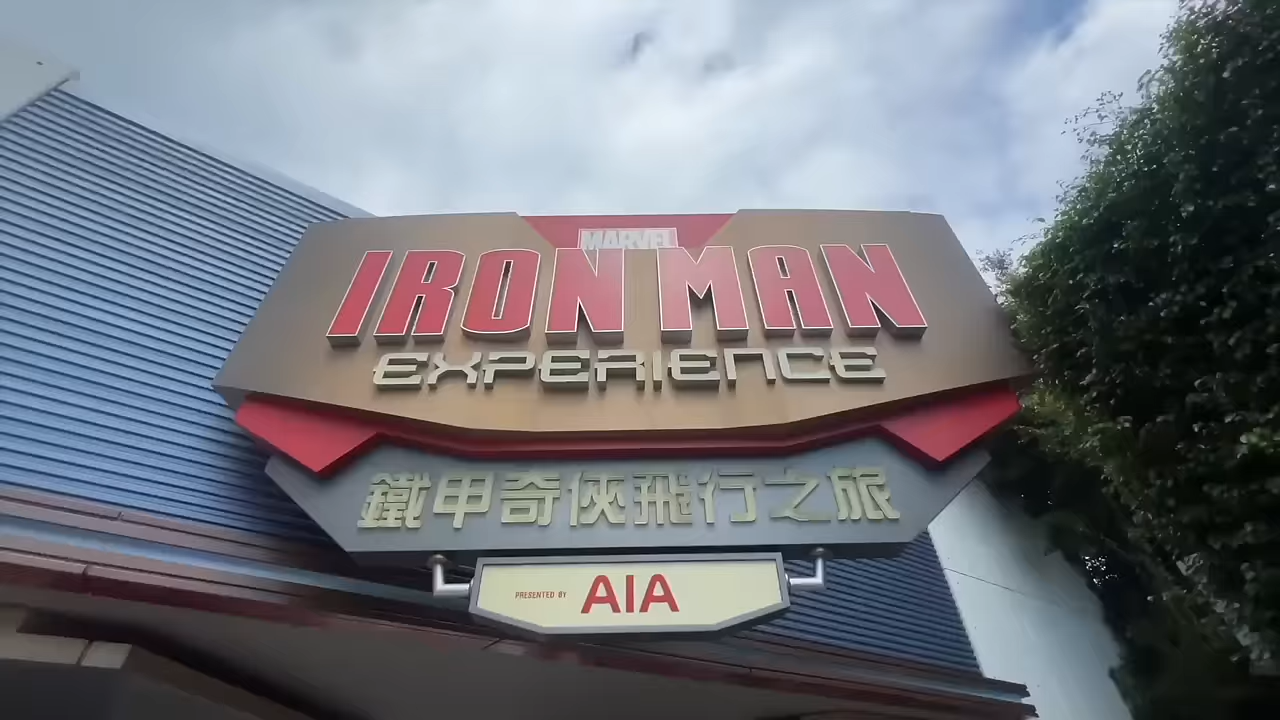 MARVEL
IRON MAN
EXPERIENCE
鐵甲奇俠飛行之旅
PRESENTED BY AIA